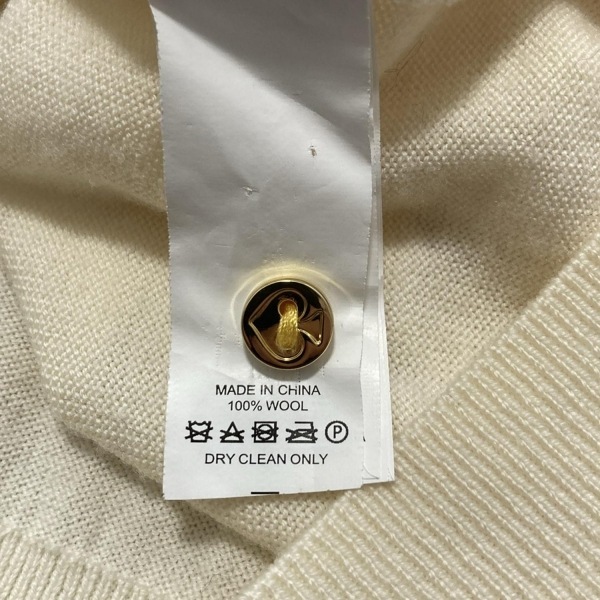 MADE IN CHINA
100% WOOL
P
DRY CLEAN ONLY